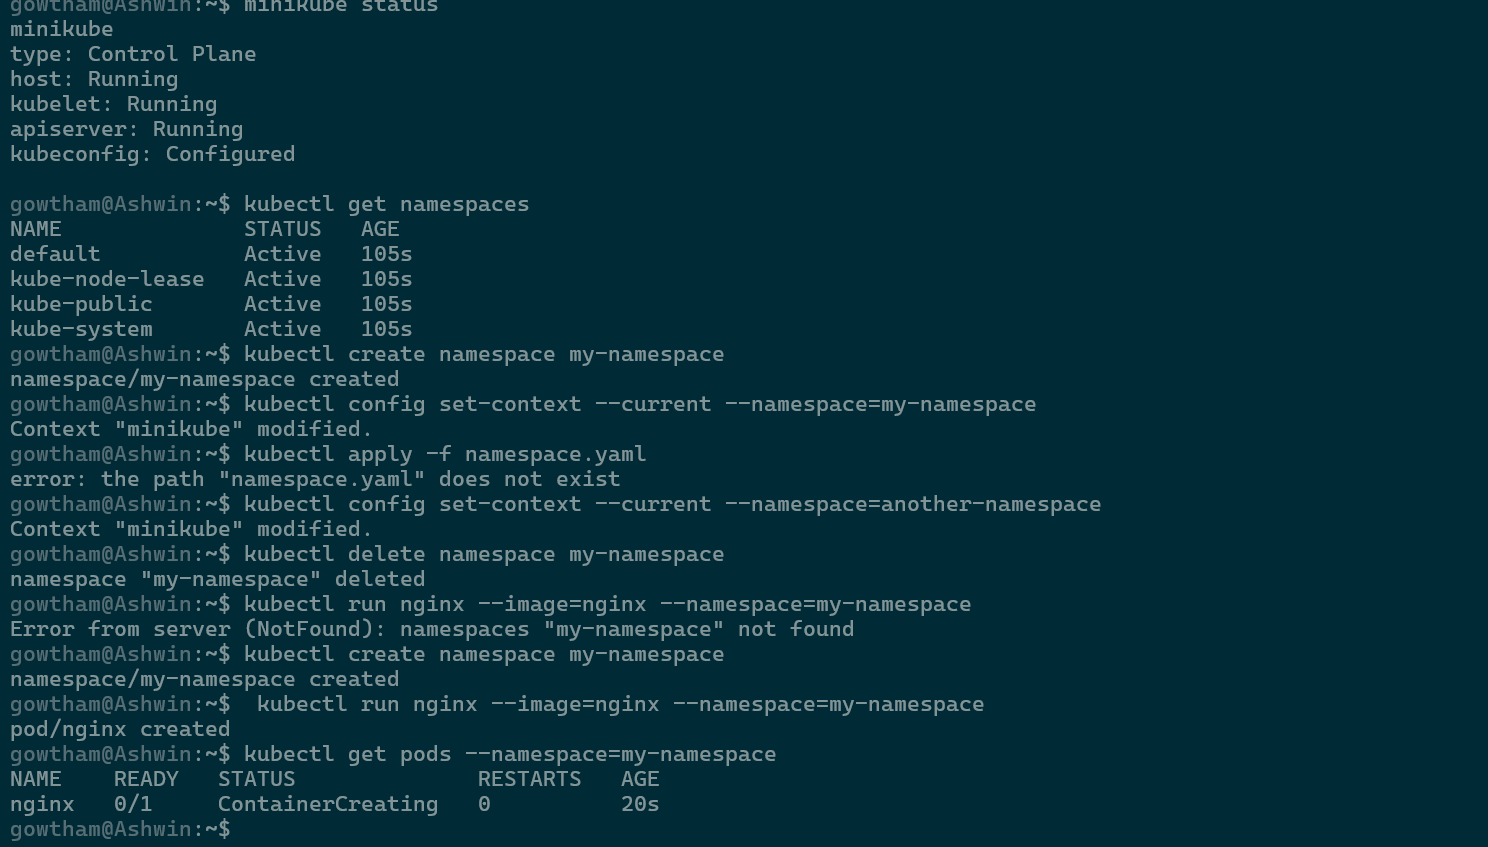 gowtham@Ashwin:~$ minikube status
minikube
type: Control Plane
host: Running
kubelet: Running
apiserver: Running
kubeconfig: Configured
gowtham@Ashwin:~$ kubectl get namespaces
NAME              STATUS   AGE
default           Active   105s
kube-node-lease   Active   105s
kube-public       Active   105s
kube-system       Active   105s
gowtham@Ashwin:~$ kubectl create namespace my-namespace
namespace/my-namespace created
gowtham@Ashwin:~$ kubectl config set-context --current --namespace=my-namespace
Context "minikube" modified.
gowtham@Ashwin:~$ kubectl apply -f namespace.yaml
error: the path "namespace.yaml" does not exist
gowtham@Ashwin:~$ kubectl config set-context --current --namespace=another-namespace
Context "minikube" modified.
gowtham@Ashwin:~$ kubectl delete namespace my-namespace
namespace "my-namespace" deleted
gowtham@Ashwin:~$ kubectl run nginx --image=nginx --namespace=my-namespace
Error from server (NotFound): namespaces "my-namespace" not found
gowtham@Ashwin:~$ kubectl create namespace my-namespace
namespace/my-namespace created
gowtham@Ashwin:~$  kubectl run nginx --image=nginx --namespace=my-namespace
pod/nginx created
gowtham@Ashwin:~$ kubectl get pods --namespace=my-namespace
NAME    READY   STATUS              RESTARTS   AGE
nginx   0/1     ContainerCreating   0          20s
gowtham@Ashwin:~$